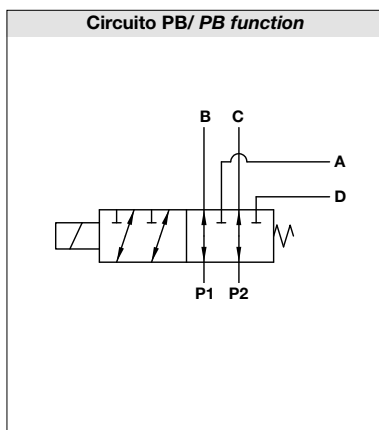 Circuito PB/ PB function
B C
A
D
P1 P2